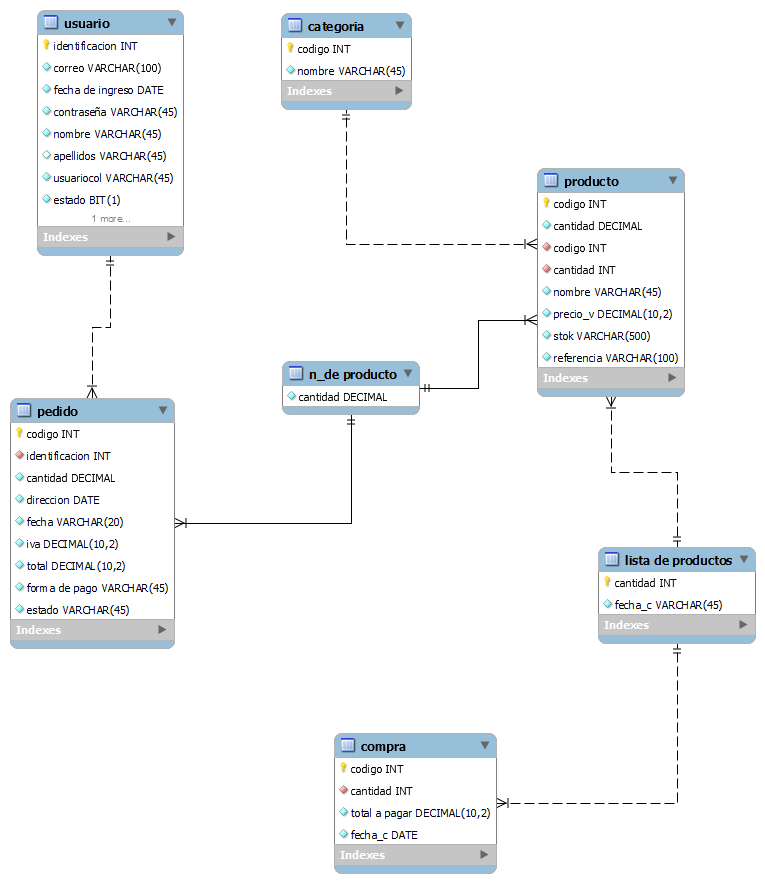 usuario
identificacion INT
correo VARCHAR(100)
fecha de ingreso DATE
contraseña VARCHAR(45)
nombre VARCHAR(45)
apellidos VARCHAR(45)
usuariocol VARCHAR(45)
estado BIT(1)
1 more...
Indexes
categoria
codigo INT
nombre VARCHAR(45)
Indexes
producto
codigo INT
cantidad DECIMAL
codigo INT
cantidad INT
nombre VARCHAR(45)
precio_v DECIMAL(10,2)
stok VARCHAR(500)
referencia VARCHAR(100)
Indexes
n_de producto
cantidad DECIMAL
pedido
codigo INT
identificacion INT
cantidad DECIMAL
direccion DATE
fecha VARCHAR(20)
iva DECIMAL(10,2)
total DECIMAL(10,2)
forma de pago VARCHAR(45)
estado VARCHAR(45)
Indexes
lista de productos
cantidad INT
fecha_c VARCHAR(45)
Indexes
compra
codigo INT
cantidad INT
total a pagar DECIMAL(10,2)
fecha_c DATE
Indexes